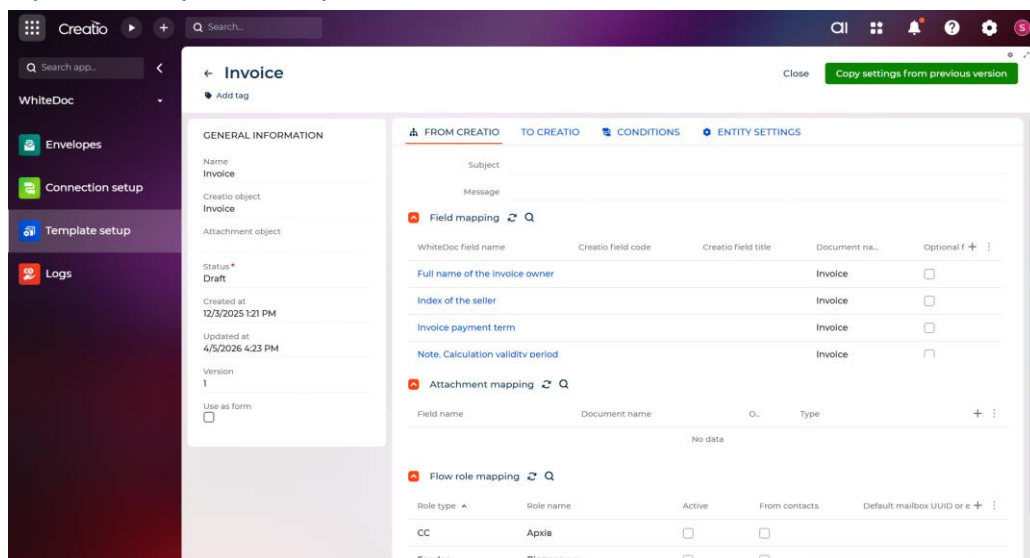 Creatio
Search...
Search app...
WhiteDoc
Envelopes
Connection setup
Template setup
Logs
S
Invoice
Add tag
Close
Copy settings from previous version
GENERAL INFORMATION
Name
Invoice
Creatio object
Invoice
Attachment object
Status *
Draft
Created at
12/3/2025 1:21 PM
Updated at
4/5/2026 4:23 PM
Version
1
Use as form
FROM CREATIO TO CREATIO CONDITIONS ENTITY SETTINGS
Subject
Message
Field mapping
WhiteDoc field name Creatio field code Creatio field title Document na... Optional f
Full name of the invoice owner Invoice
Index of the seller Invoice
Invoice payment term Invoice
Note. Calculation validity period Invoice
Attachment mapping
Field name Document name O... Type
No data
Flow role mapping
Role type Role name Active From contacts Default mailbox UUID or e
CC Архів